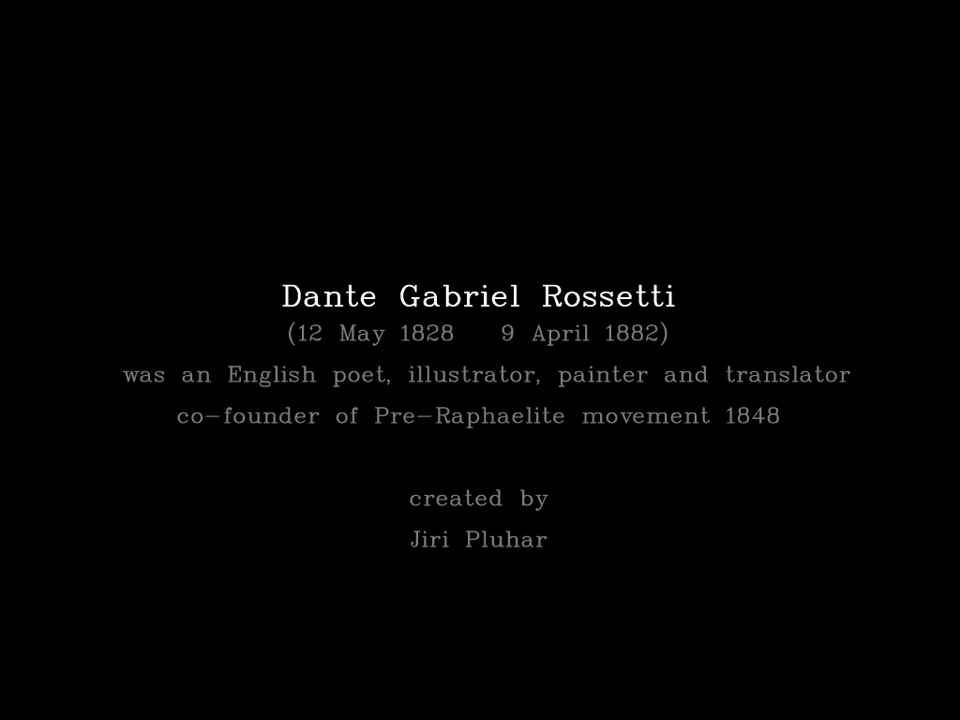 Dante Gabriel Rossetti
(12 May 1828 9 April 1882)
was an English poet, illustrator, painter and translator
co-founder of Pre-Raphaelite movement 1848
created by
Jiri Pluhar